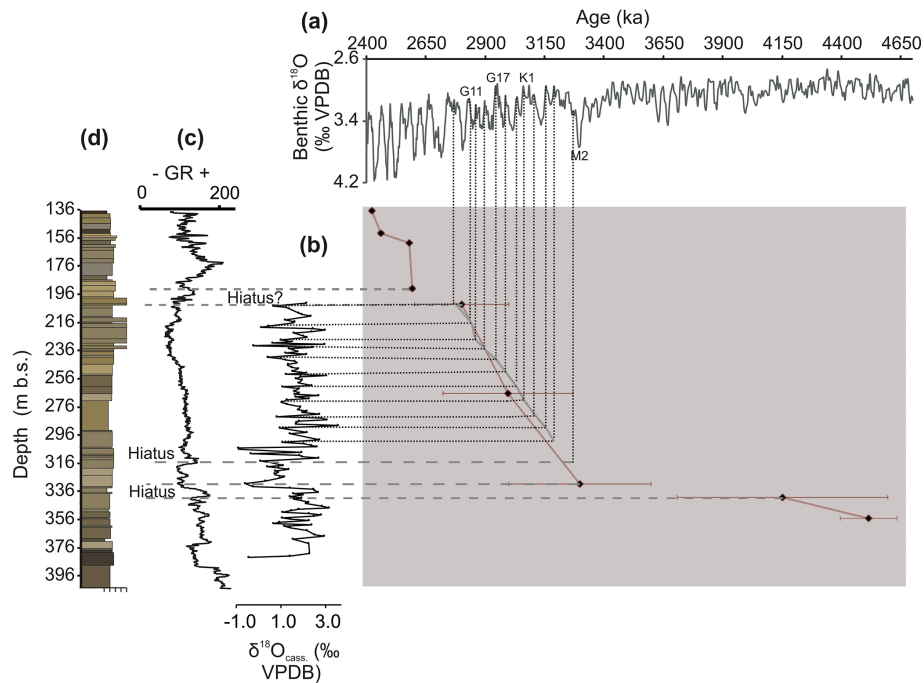 (a)
Age (ka)
2400 2650 2900 3150 3400 3650 3900 4150 4400 4650
2.6
3.4
4.2
Benthic δ¹⁸O
(‰ VPDB)
G11
G17
K1
M2
(d)
(c)
- GR +
0 200
(b)
136
156
176
196
216
236
256
276
296
316
336
356
376
396
Depth (m b.s.)
Hiatus?
Hiatus
Hiatus
-1.0 1.0 3.0
δ¹⁸Ocass. (‰
VPDB)